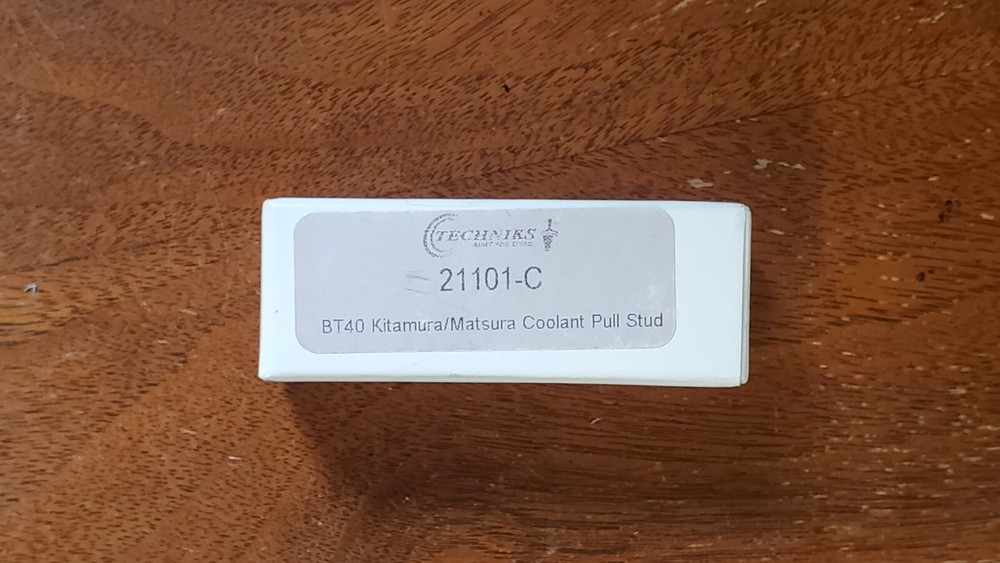 TECHNIKS
21101-C
BT40 Kitamura/Matsura Coolant Pull Stud